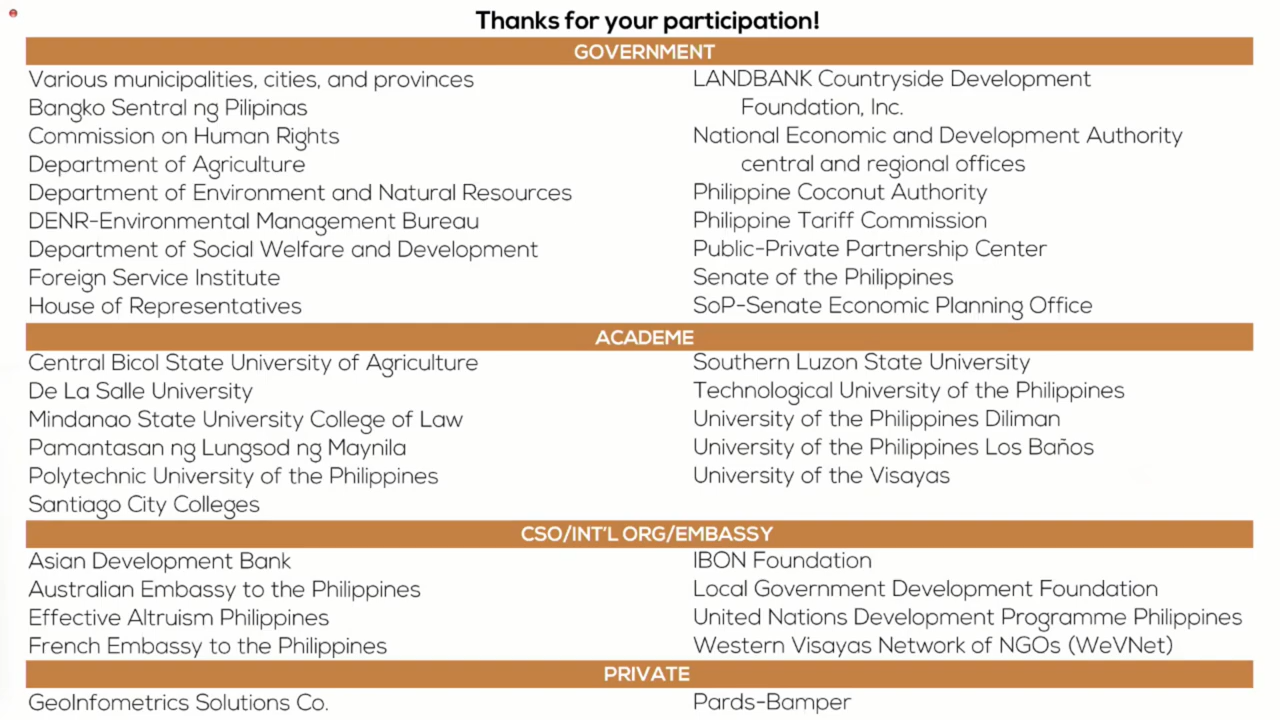 Thanks for your participation!
GOVERNMENT
Various municipalities, cities, and provinces
Bangko Sentral ng Pilipinas
Commission on Human Rights
Department of Agriculture
Department of Environment and Natural Resources
DENR-Environmental Management Bureau
Department of Social Welfare and Development
Foreign Service Institute
House of Representatives
LANDBANK Countryside Development
Foundation, Inc.
National Economic and Development Authority
central and regional offices
Philippine Coconut Authority
Philippine Tariff Commission
Public-Private Partnership Center
Senate of the Philippines
SoP-Senate Economic Planning Office
ACADEME
Central Bicol State University of Agriculture
De La Salle University
Mindanao State University College of Law
Pamantasan ng Lungsod ng Maynila
Polytechnic University of the Philippines
Santiago City Colleges
Southern Luzon State University
Technological University of the Philippines
University of the Philippines Diliman
University of the Philippines Los Baños
University of the Visayas
CSO/INT'L ORG/EMBASSY
Asian Development Bank
Australian Embassy to the Philippines
Effective Altruism Philippines
French Embassy to the Philippines
IBON Foundation
Local Government Development Foundation
United Nations Development Programme Philippines
Western Visayas Network of NGOs (WeVNet)
PRIVATE
GeoInfometrics Solutions Co.
Pards-Bamper